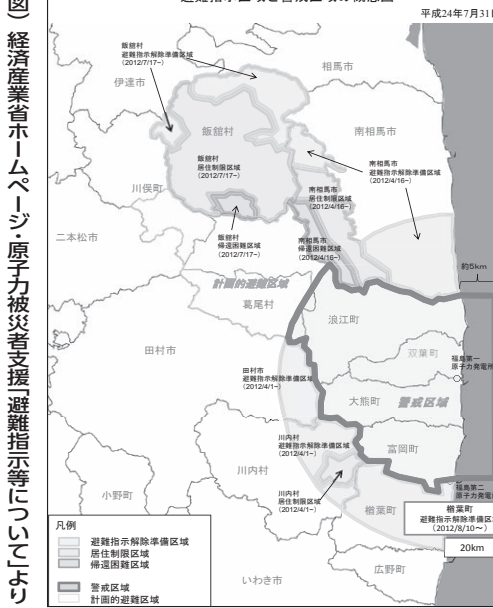 図）経済産業省ホームページ・原子力被災者支援「避難指示等について」より
避難指示区域と警戒区域の概念図
平成24年7月31日
飯舘村
避難指示解除準備区域
(2012/7/17~)
相馬市
伊達市
飯舘村
南相馬市
飯舘村
居住制限区域
(2012/7/17~)
南相馬市
避難指示解除準備区域
(2012/4/16~)
川俣町
南相馬市
居住制限区域
(2012/4/16~)
飯舘村
帰還困難区域
(2012/7/17~)
南相馬市
帰還困難区域
(2012/4/16~)
二本松市
約5km
計画的避難区域
葛尾村
浪江町
田村市
双葉町
福島第一
原子力発電所
田村市
避難指示解除準備区域
(2012/4/1~)
大熊町
警戒区域
川内村
避難指示解除準備区域
(2012/4/1~)
富岡町
川内村
福島第二
原子力発電
小野町
川内村
居住制限区域
(2012/4/1~)
楢葉町
楢葉町
避難指示解除準備区
(2012/8/10～)
20km
凡例
避難指示解除準備区域
居住制限区域
帰還困難区域
警戒区域
計画的避難区域
広野町
いわき市